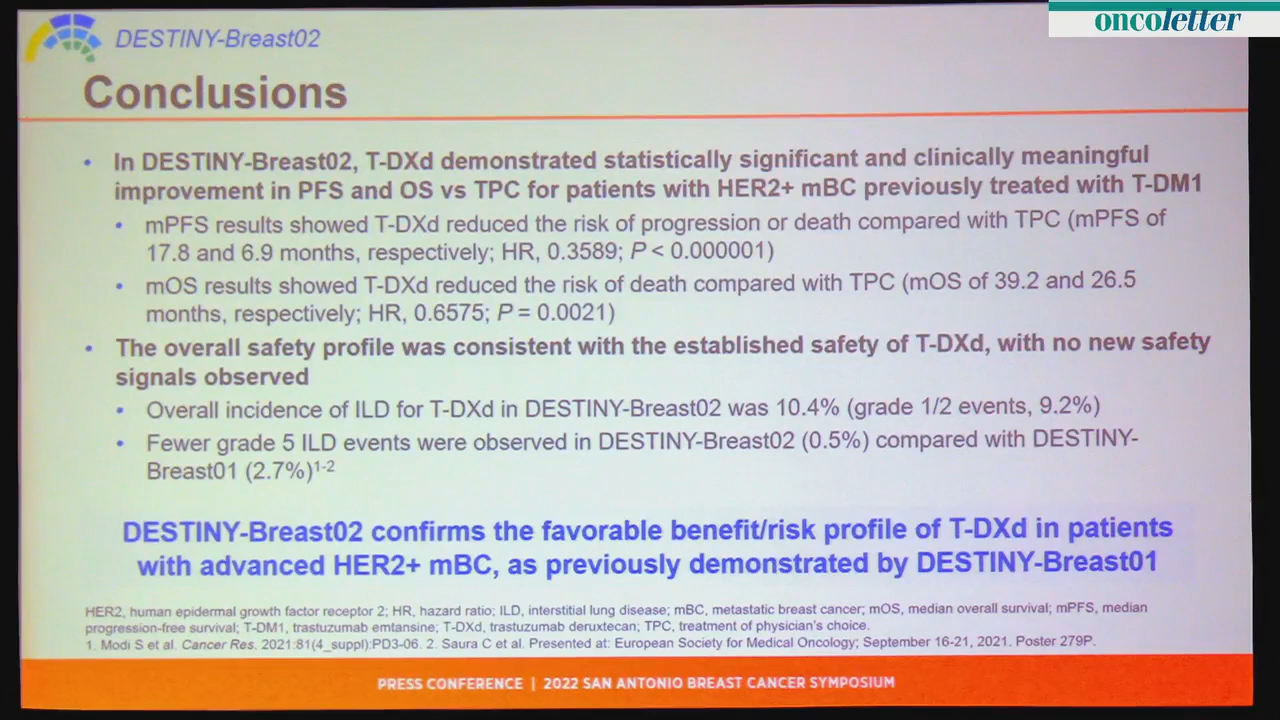 oncoletter
DESTINY-Breast02
Conclusions
• In DESTINY-Breast02, T-DXd demonstrated statistically significant and clinically meaningful
improvement in PFS and OS vs TPC for patients with HER2+ mBC previously treated with T-DM1
• mPFS results showed T-DXd reduced the risk of progression or death compared with TPC (mPFS of
17.8 and 6.9 months, respectively; HR, 0.3589; P < 0.000001)
• mOS results showed T-DXd reduced the risk of death compared with TPC (mOS of 39.2 and 26.5
months, respectively; HR, 0.6575; P = 0.0021)
• The overall safety profile was consistent with the established safety of T-DXd, with no new safety
signals observed
• Overall incidence of ILD for T-DXd in DESTINY-Breast02 was 10.4% (grade 1/2 events, 9.2%)
• Fewer grade 5 ILD events were observed in DESTINY-Breast02 (0.5%) compared with DESTINY-
Breast01 (2.7%)1-2
DESTINY-Breast02 confirms the favorable benefit/risk profile of T-DXd in patients
with advanced HER2+ mBC, as previously demonstrated by DESTINY-Breast01
HER2, human epidermal growth factor receptor 2; HR, hazard ratio; ILD, interstitial lung disease; mBC, metastatic breast cancer; mOS, median overall survival; mPFS, median
progression-free survival; T-DM1, trastuzumab emtansine; T-DXd, trastuzumab deruxtecan; TPC, treatment of physician's choice.
1. Modi S et al. Cancer Res. 2021:81(4_suppl):PD3-06. 2. Saura C et al. Presented at: European Society for Medical Oncology; September 16-21, 2021. Poster 279P.
PRESS CONFERENCE | 2022 SAN ANTONIO BREAST CANCER SYMPOSIUM